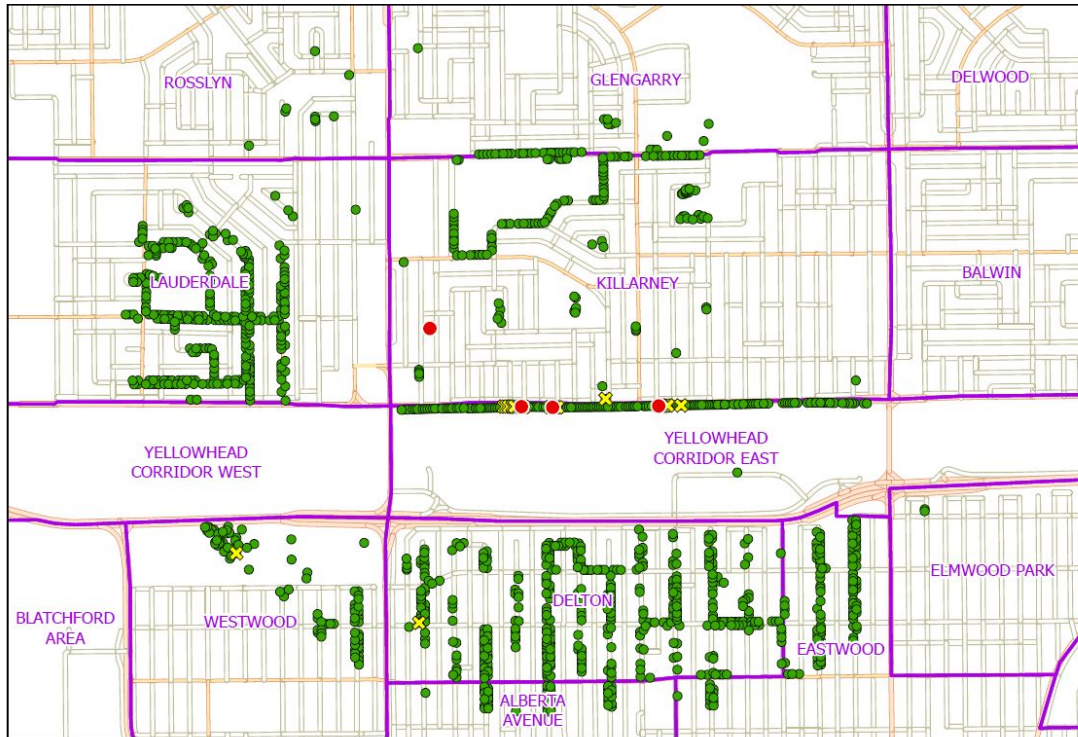 ROSSLYN
GLENGARRY
DELWOOD
LAUDERDALE
KILLARNEY
BALWIN
YELLOWHEAD
CORRIDOR WEST
YELLOWHEAD
CORRIDOR EAST
BLATCHFORD
AREA
WESTWOOD
DELTON
EASTWOOD
ELMWOOD PARK
ALBERTA
AVENUE